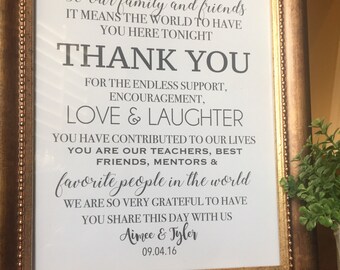 our family and friends
IT MEANS THE WORLD TO HAVE
YOU HERE TONIGHT
THANK YOU
FOR THE ENDLESS SUPPORT,
ENCOURAGEMENT,
LOVE & LAUGHTER
YOU HAVE CONTRIBUTED TO OUR LIVES
YOU ARE OUR TEACHERS, BEST
FRIENDS, MENTORS &
favorite people in the world
WE ARE SO VERY GRATEFUL TO HAVE
YOU SHARE THIS DAY WITH US
Aimee & Tyler
09.04.16